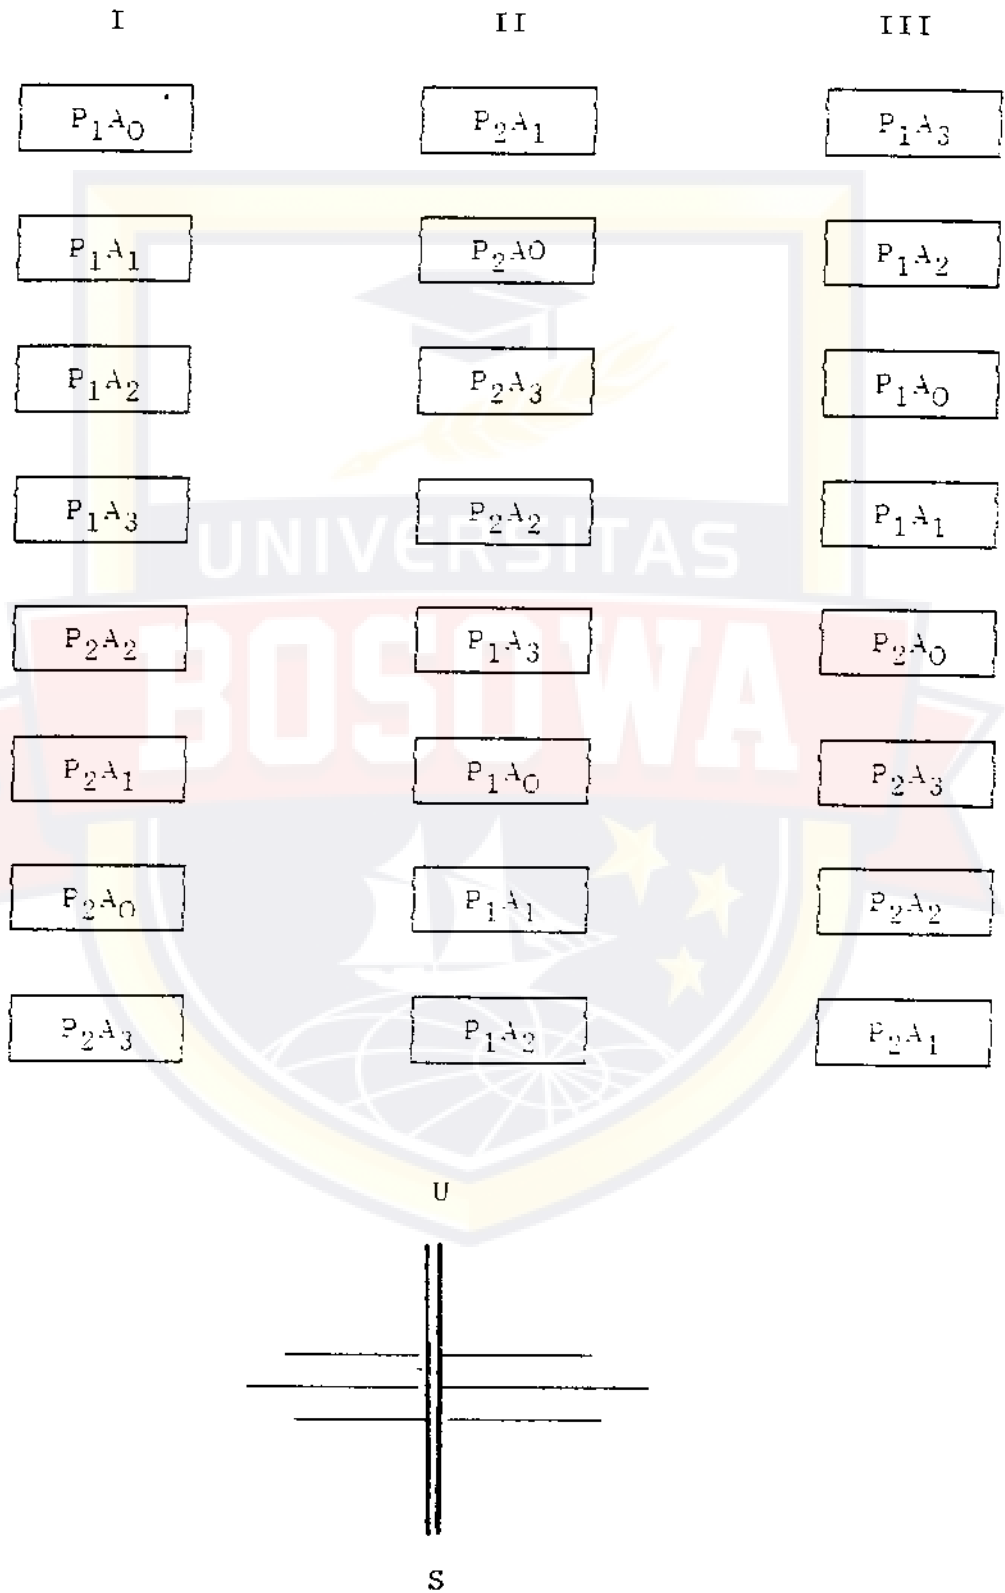 I II III
P₁A₀ P₂A₁ P₁A₃
P₁A₁ P₂A0 P₁A₂
P₁A₂ P₂A₃ P₁A₀
P₁A₃ P₂A₂ P₁A₁
UNIVERSITAS
P₂A₂ P₁A₃ P₂A₀
BOSOWA
P₂A₁ P₁A₀ P₂A₃
P₂A₀ P₁A₁ P₂A₂
P₂A₃ P₁A₂ P₂A₁
U
S